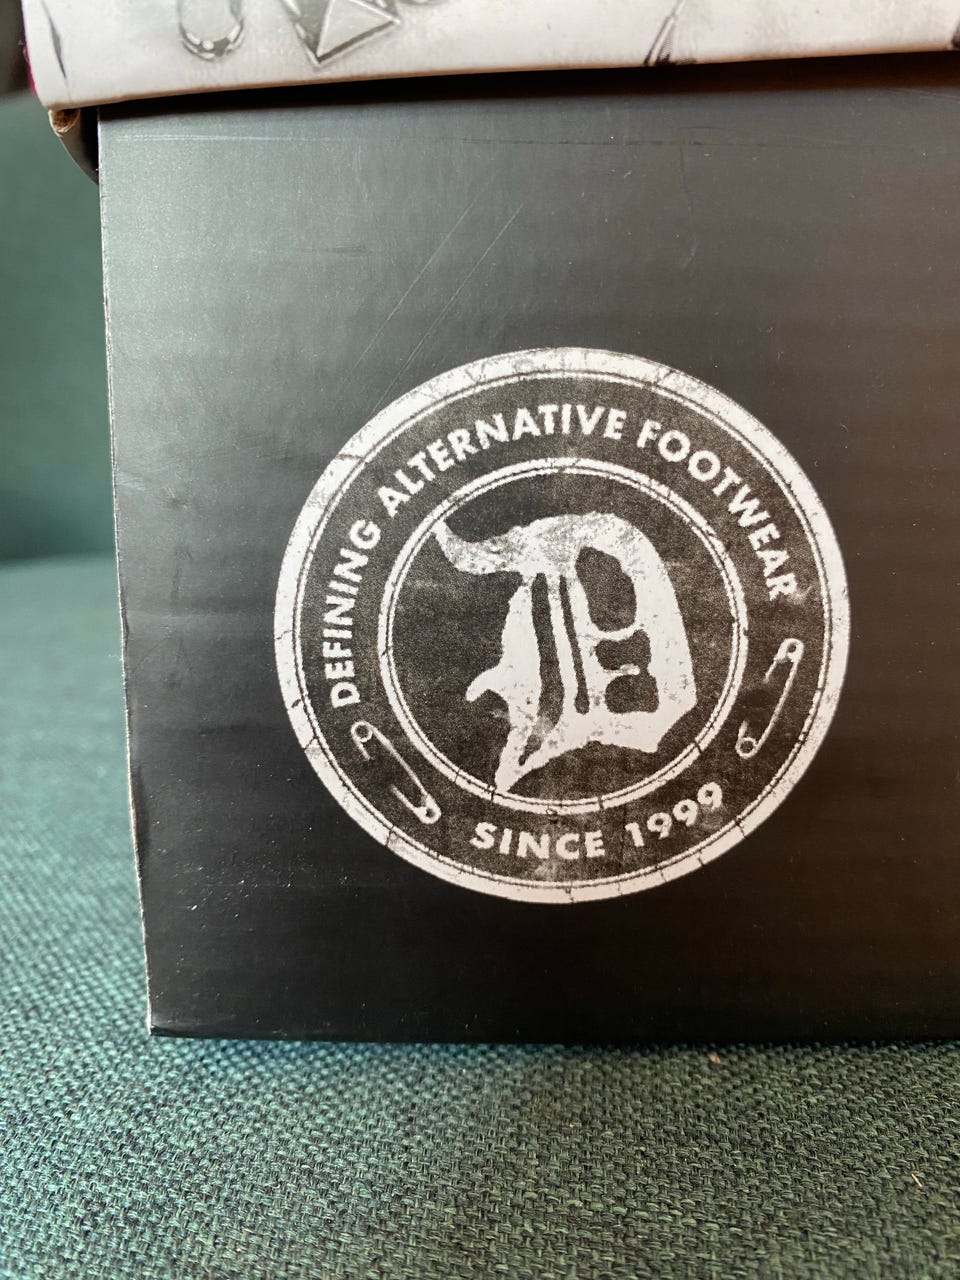 DEFINING ALTERNATIVE FOOTWEAR
D
SINCE 1999